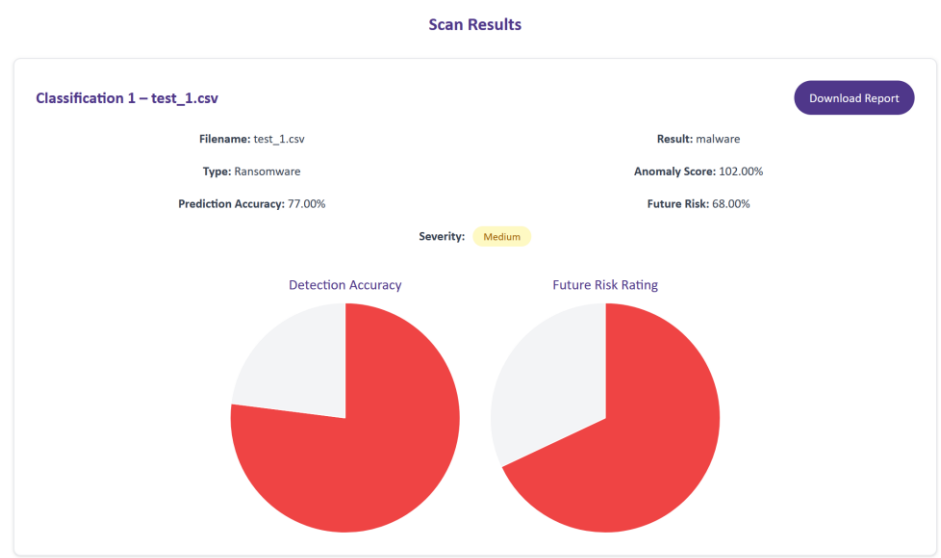 Scan Results
Classification 1 – test_1.csv
Download Report
Filename: test_1.csv
Result: malware
Type: Ransomware
Anomaly Score: 102.00%
Prediction Accuracy: 77.00%
Future Risk: 68.00%
Severity: Medium
Detection Accuracy
Future Risk Rating